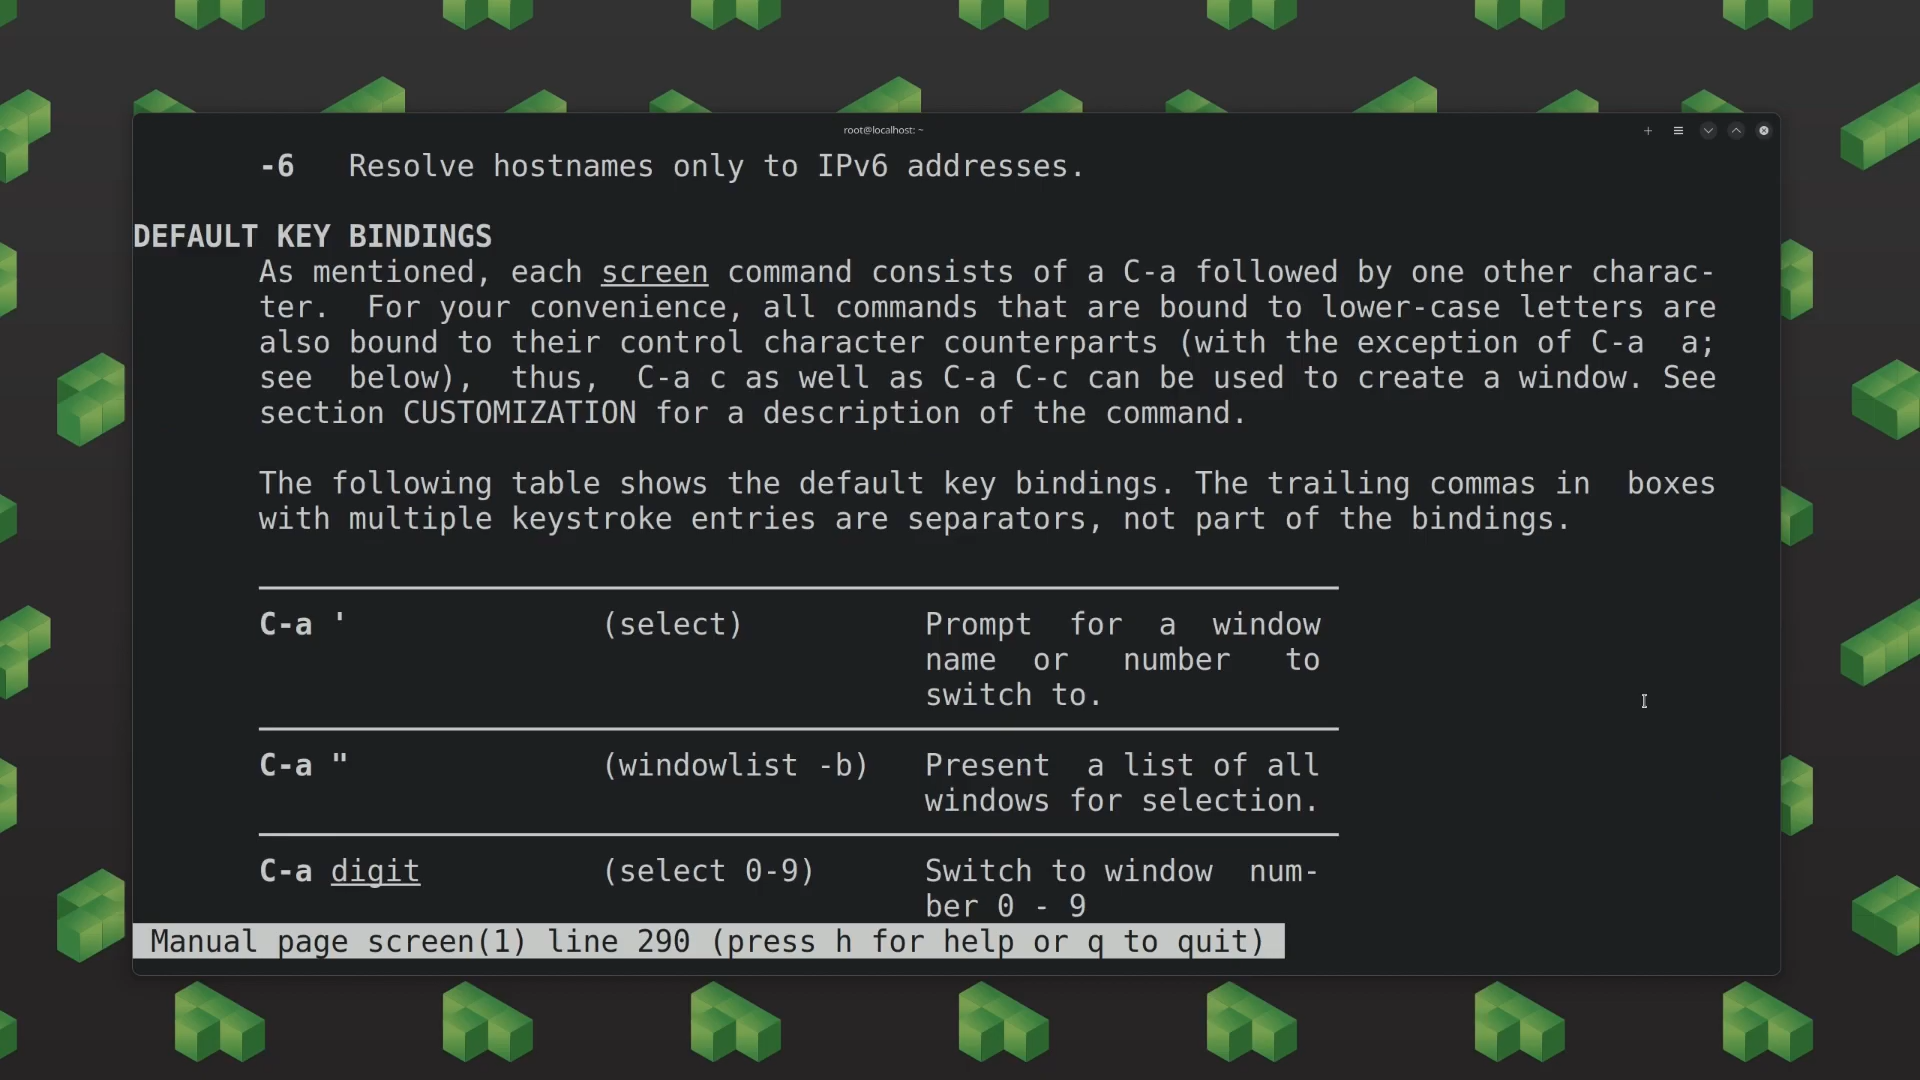 root@localhost: ~
-6   Resolve hostnames only to IPv6 addresses.
DEFAULT KEY BINDINGS
As mentioned, each screen command consists of a C-a followed by one other charac-
ter.  For your convenience, all commands that are bound to lower-case letters are
also bound to their control character counterparts (with the exception of C-a  a;
see  below),  thus,  C-a c as well as C-a C-c can be used to create a window. See
section CUSTOMIZATION for a description of the command.
The following table shows the default key bindings. The trailing commas in  boxes
with multiple keystroke entries are separators, not part of the bindings.
C-a '   (select)   Prompt  for  a  window
name  or   number   to
switch to.
C-a "   (windowlist -b)   Present  a list of all
windows for selection.
C-a digit   (select 0-9)   Switch to window  num-
ber 0 - 9
Manual page screen(1) line 290 (press h for help or q to quit)